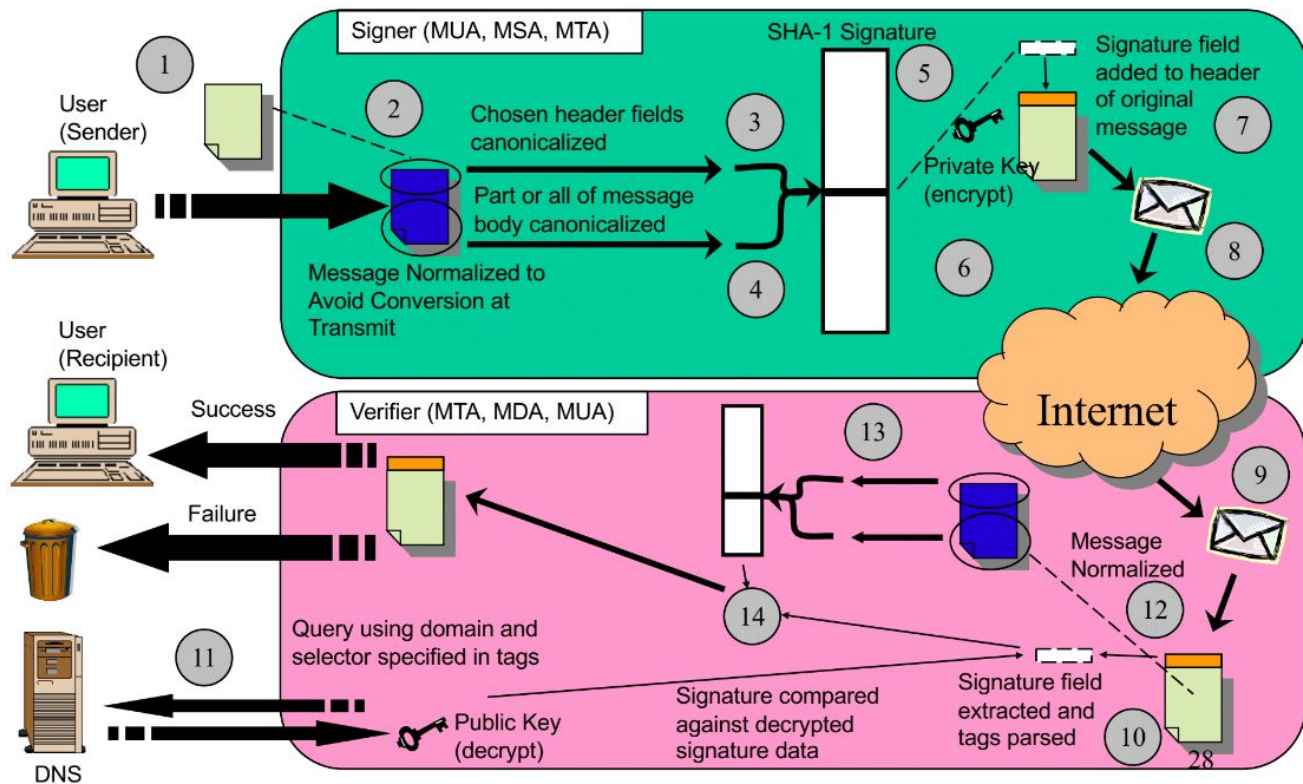 Signer (MUA, MSA, MTA)
SHA-1 Signature
1
User
(Sender)
2
Chosen header fields
canonicalized
3
Part or all of message
body canonicalized
4
Message Normalized to
Avoid Conversion at
Transmit
5
Private Key
(encrypt)
6
Signature field
added to header
of original
message
7
8
Internet
User
(Recipient)
Success
Failure
Verifier (MTA, MDA, MUA)
13
9
Message
Normalized
12
14
11
Query using domain and
selector specified in tags
Public Key
(decrypt)
Signature compared
against decrypted
signature data
Signature field
extracted and
tags parsed
10
28
DNS